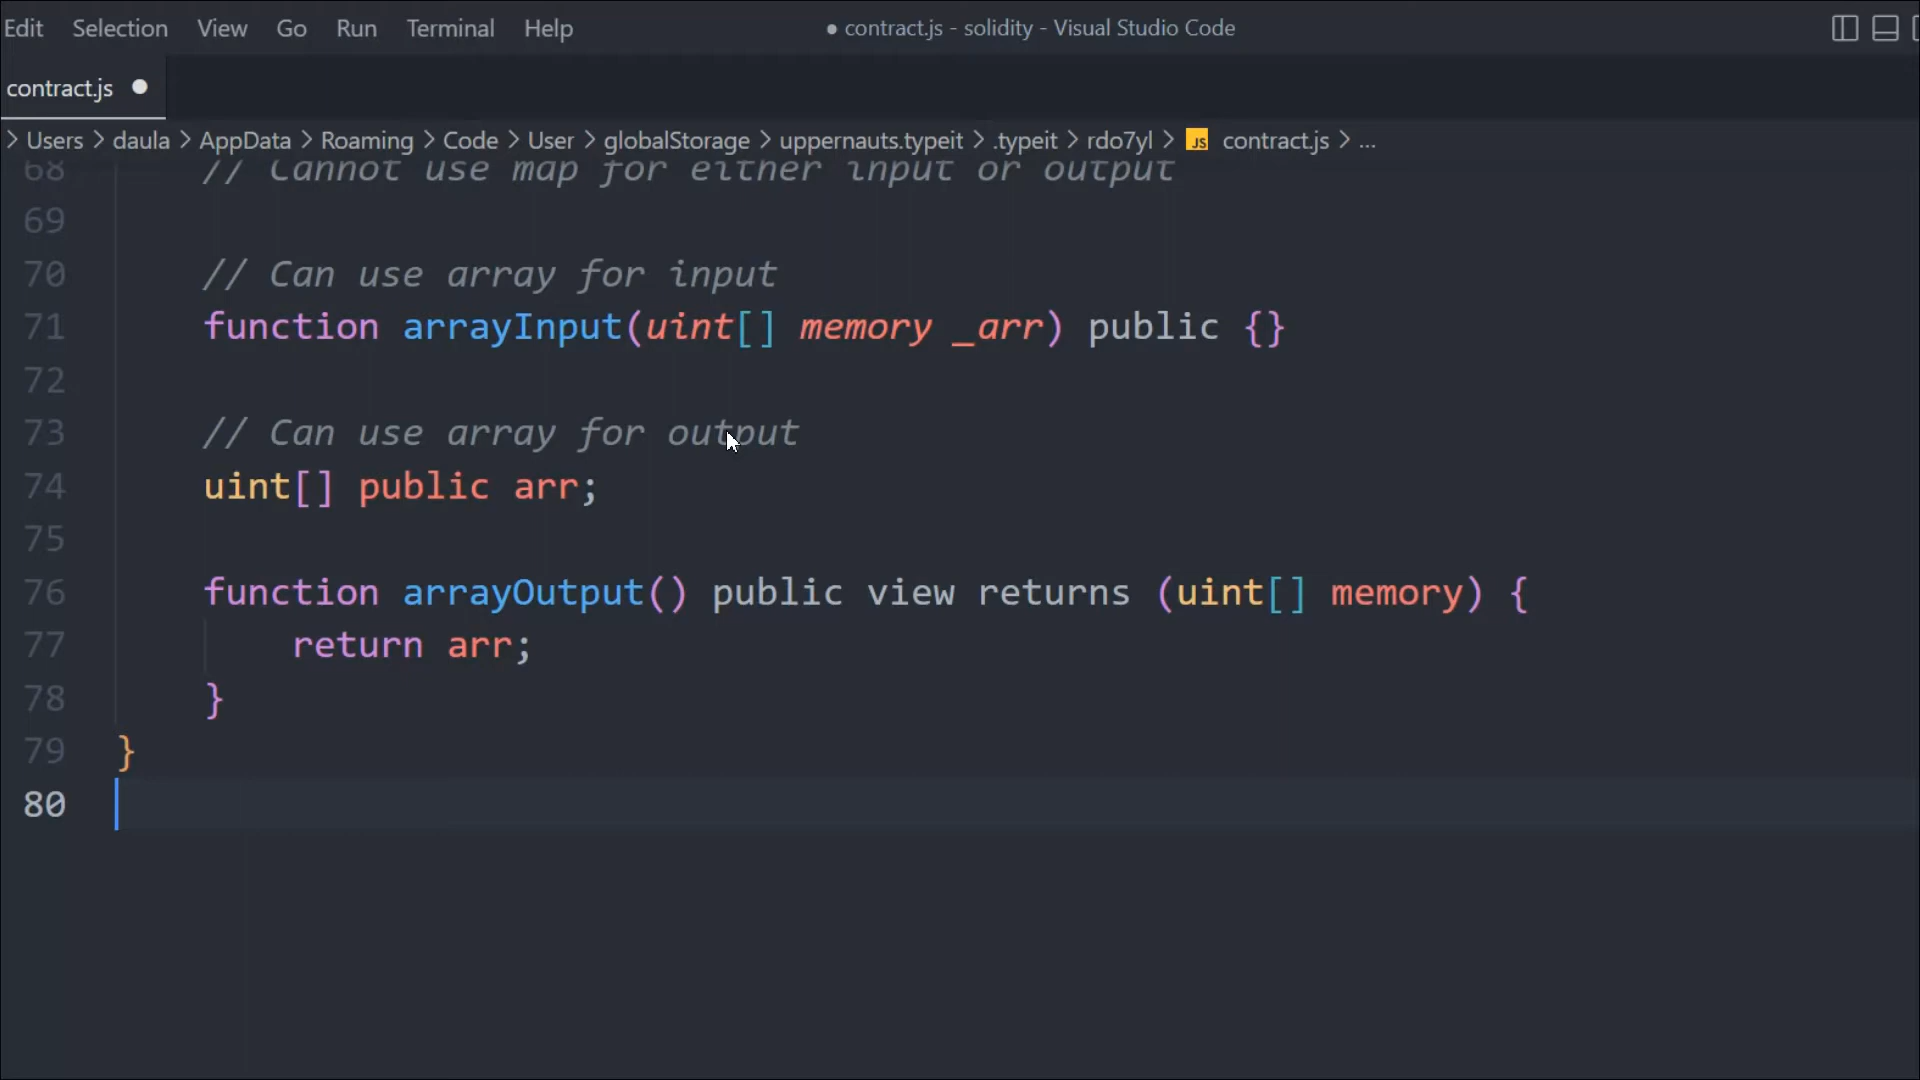 Edit Selection View Go Run Terminal Help ● contract.js - solidity - Visual Studio Code
contract.js ●
> Users > daula > AppData > Roaming > Code > User > globalStorage > uppernauts.typeit > .typeit > rdo7yl > JS contract.js > ...
68 // Cannot use map for either input or output
69
70 // Can use array for input
71 function arrayInput(uint[] memory _arr) public {}
72
73 // Can use array for output
74 uint[] public arr;
75
76 function arrayOutput() public view returns (uint[] memory) {
77 return arr;
78 }
79 }
80